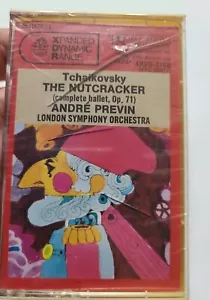 XPANDED
DYNAMIC
RANGE
Tchaikovsky
THE NUTCRACKER
(complete ballet, Op. 71)
ANDRÉ PREVIN
LONDON SYMPHONY ORCHESTRA